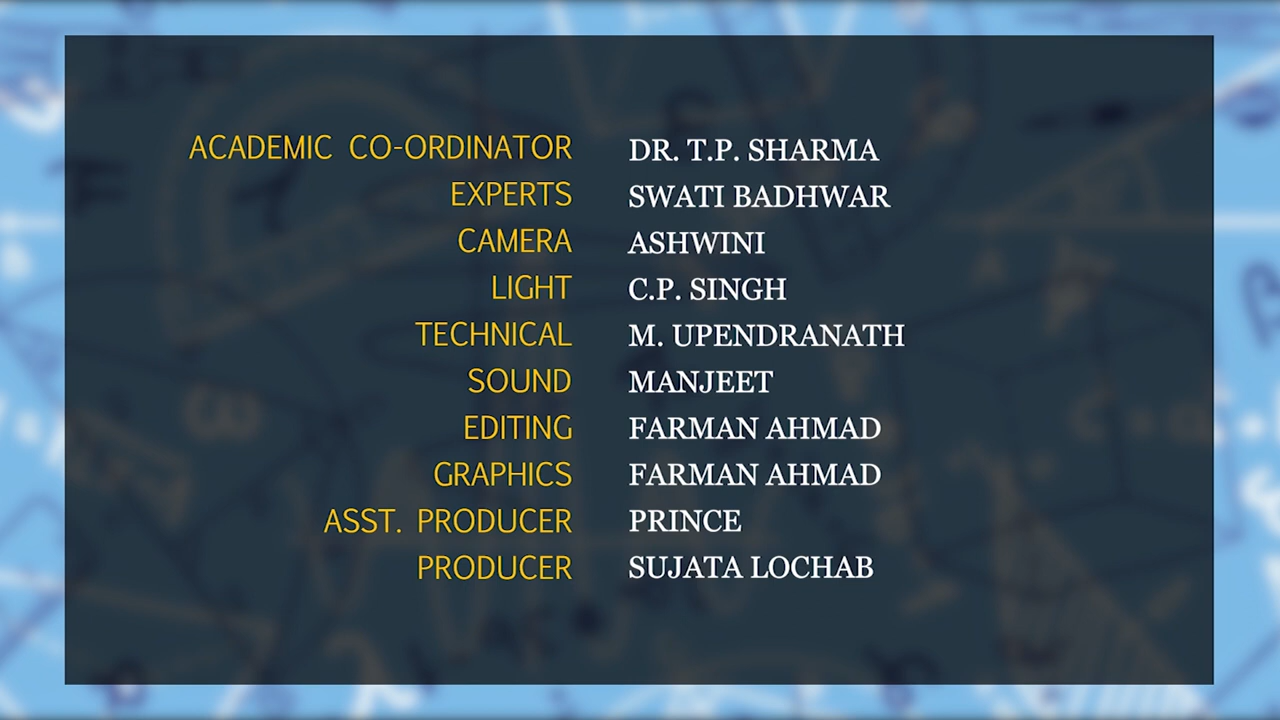 ACADEMIC CO-ORDINATOR DR. T.P. SHARMA
EXPERTS SWATI BADHWAR
CAMERA ASHWINI
LIGHT C.P. SINGH
TECHNICAL M. UPENDRANATH
SOUND MANJEET
EDITING FARMAN AHMAD
GRAPHICS FARMAN AHMAD
ASST. PRODUCER PRINCE
PRODUCER SUJATA LOCHAB